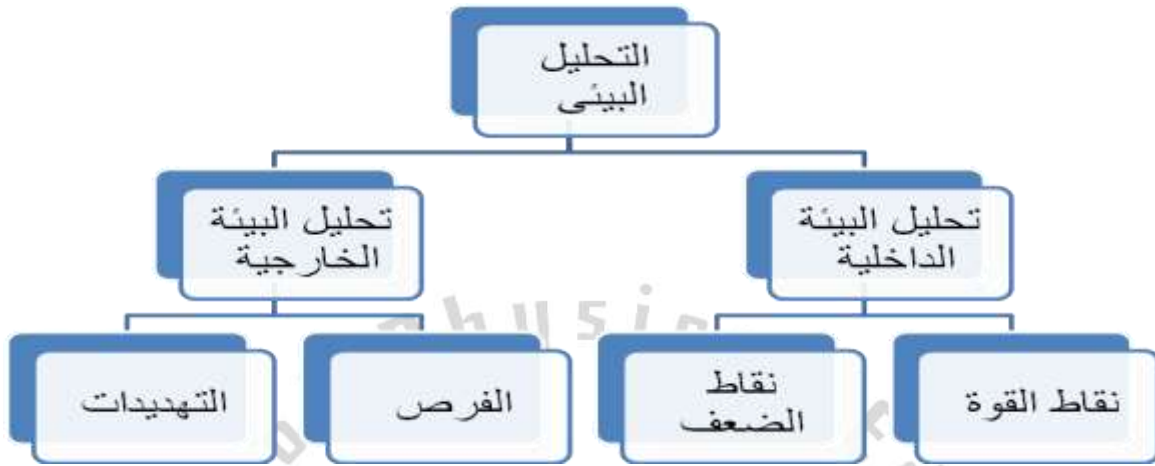 التحليل
البيئى
تحليل البيئة
الداخلية
تحليل البيئة
الخارجية
نقاط القوة
نقاط
الضعف
الفرص
التهديدات